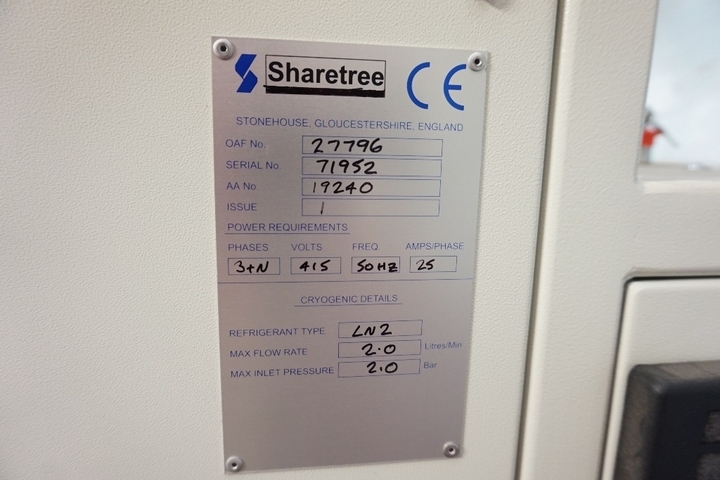 Sharetree CE
STONEHOUSE, GLOUCESTERSHIRE, ENGLAND
OAF No. 27796
SERIAL No. 71952
AA No 19240
ISSUE 1
POWER REQUIREMENTS
PHASES VOLTS FREQ AMPS/PHASE
3+N 415 50HZ 25
CRYOGENIC DETAILS
REFRIGERANT TYPE LN2
MAX FLOW RATE 2.0 Litres/Min
MAX INLET PRESSURE 2.0 Bar